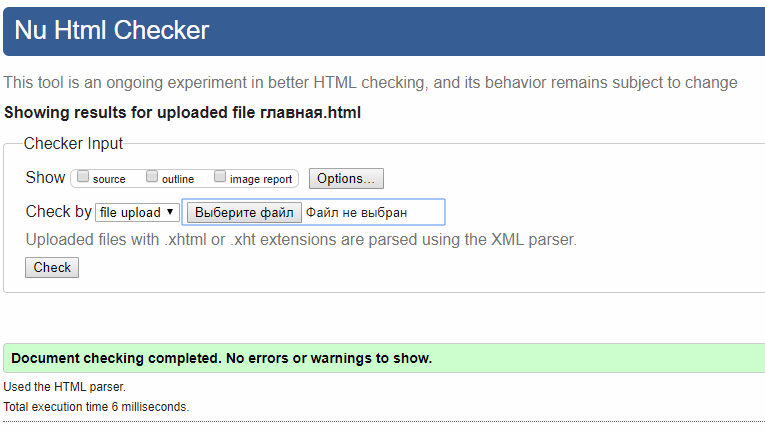 Nu Html Checker
This tool is an ongoing experiment in better HTML checking, and its behavior remains subject to change
Showing results for uploaded file главная.html
Checker Input
Show source outline image report Options...
Check by file upload Выберите файл Файл не выбран
Uploaded files with .xhtml or .xht extensions are parsed using the XML parser.
Check
Document checking completed. No errors or warnings to show.
Used the HTML parser.
Total execution time 6 milliseconds.